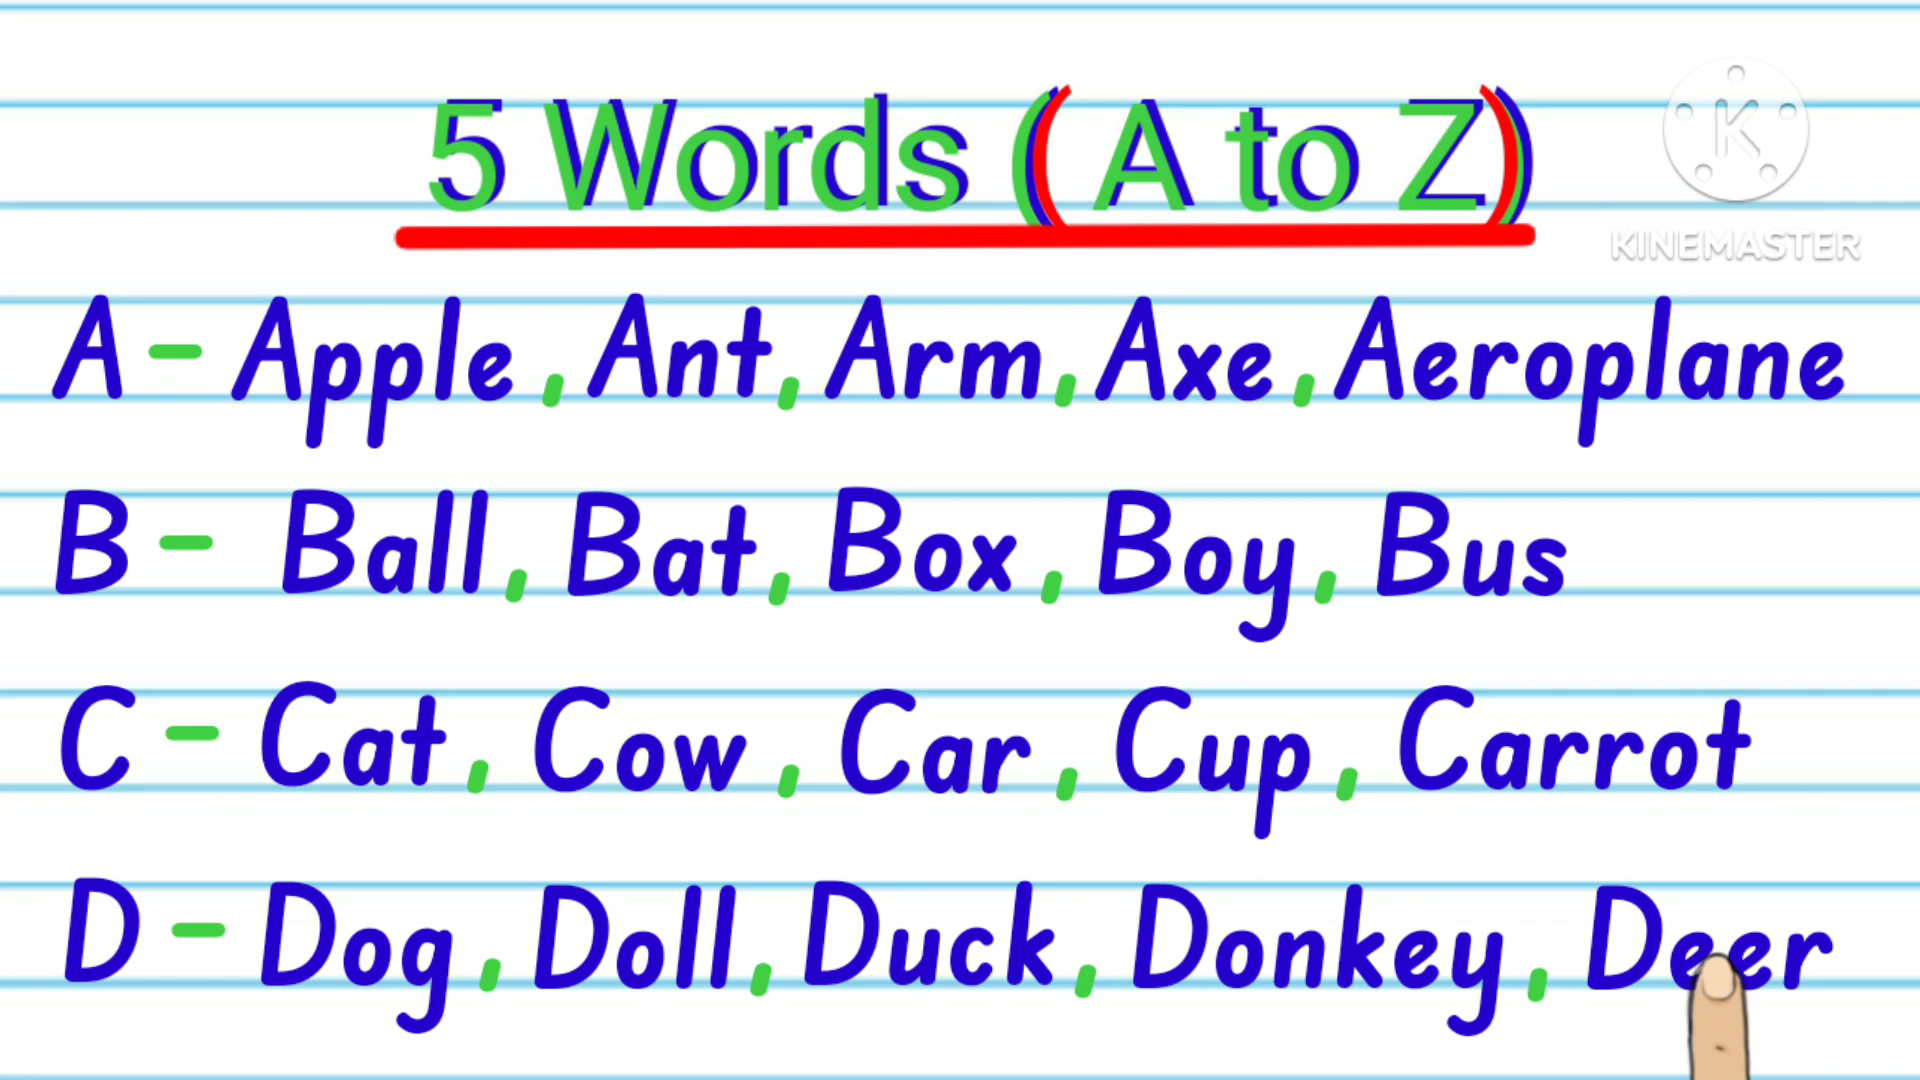 5 Words ( A to Z)
K
KINEMASTER
A - Apple , Ant, Arm, Axe , Aeroplane
B - Ball, Bat, Box , Boy, Bus
C - Cat , Cow , Car , Cup , Carrot
D - Dog, Doll, Duck, Donkey , Deer